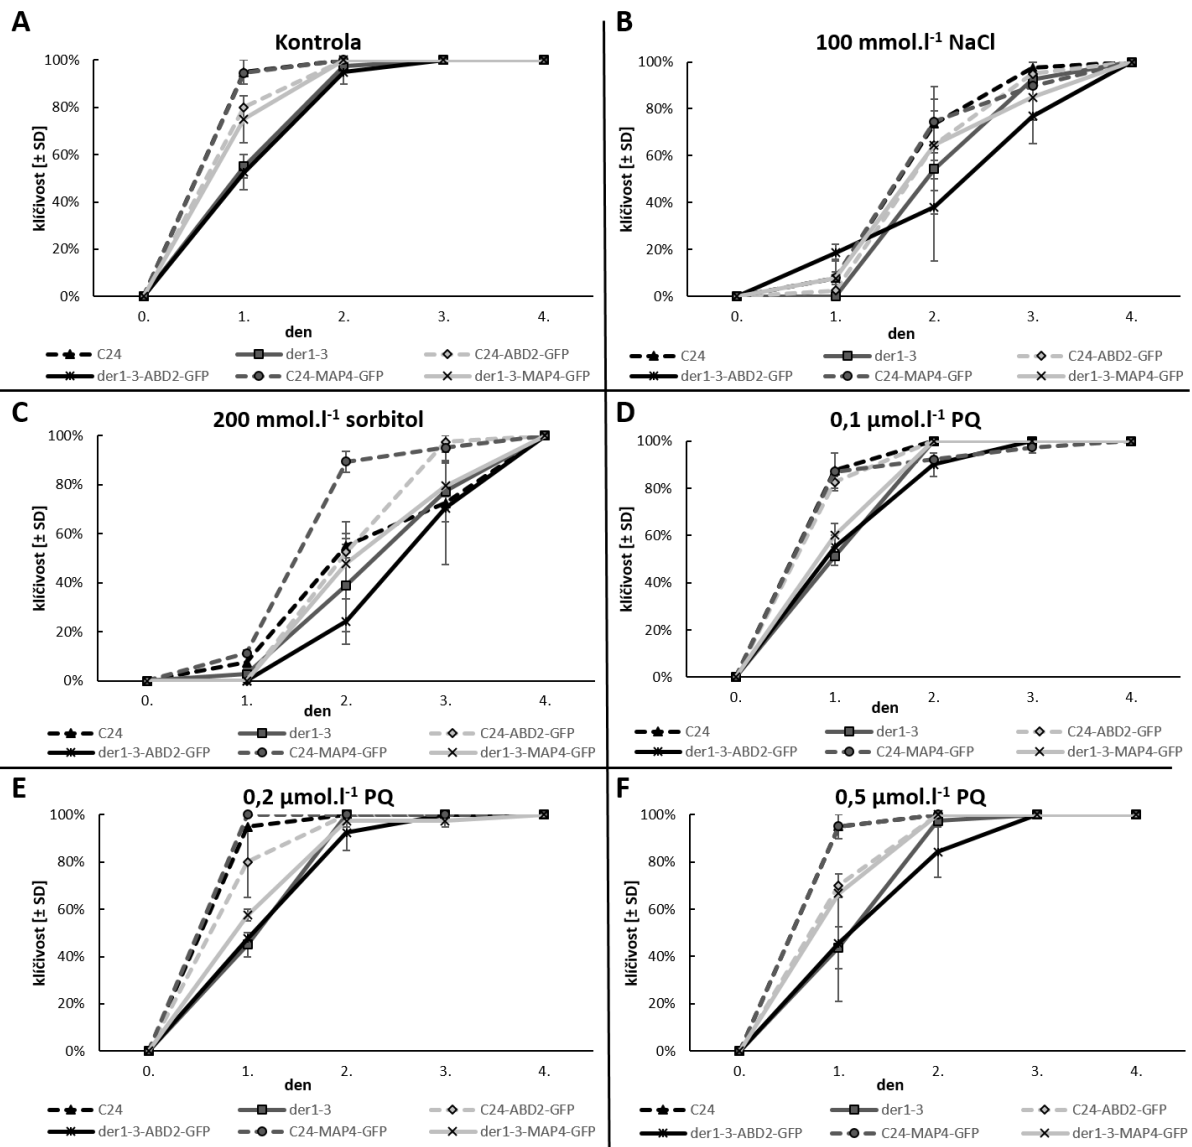 A
Kontrola
klíčivost [± SD]
100%
80%
60%
40%
20%
0%
0. 1. 2. 3. 4.
den
C24 der1-3 C24-ABD2-GFP
der1-3-ABD2-GFP C24-MAP4-GFP der1-3-MAP4-GFP
B
100 mmol.l⁻¹ NaCl
klíčivost [± SD]
100%
80%
60%
40%
20%
0%
0. 1. 2. 3. 4.
den
C24 der1-3 C24-ABD2-GFP
der1-3-ABD2-GFP C24-MAP4-GFP der1-3-MAP4-GFP
C
200 mmol.l⁻¹ sorbitol
klíčivost [± SD]
100%
80%
60%
40%
20%
0%
0. 1. 2. 3. 4.
den
C24 der1-3 C24-ABD2-GFP
der1-3-ABD2-GFP C24-MAP4-GFP der1-3-MAP4-GFP
D
0,1 µmol.l⁻¹ PQ
klíčivost [± SD]
100%
80%
60%
40%
20%
0%
0. 1. 2. 3. 4.
den
C24 der1-3 C24-ABD2-GFP
der1-3-ABD2-GFP C24-MAP4-GFP der1-3-MAP4-GFP
E
0,2 µmol.l⁻¹ PQ
klíčivost [± SD]
100%
80%
60%
40%
20%
0%
0. 1. 2. 3. 4.
den
C24 der1-3 C24-ABD2-GFP
der1-3-ABD2-GFP C24-MAP4-GFP der1-3-MAP4-GFP
F
0,5 µmol.l⁻¹ PQ
klíčivost [± SD]
100%
80%
60%
40%
20%
0%
0. 1. 2. 3. 4.
den
C24 der1-3 C24-ABD2-GFP
der1-3-ABD2-GFP C24-MAP4-GFP der1-3-MAP4-GFP